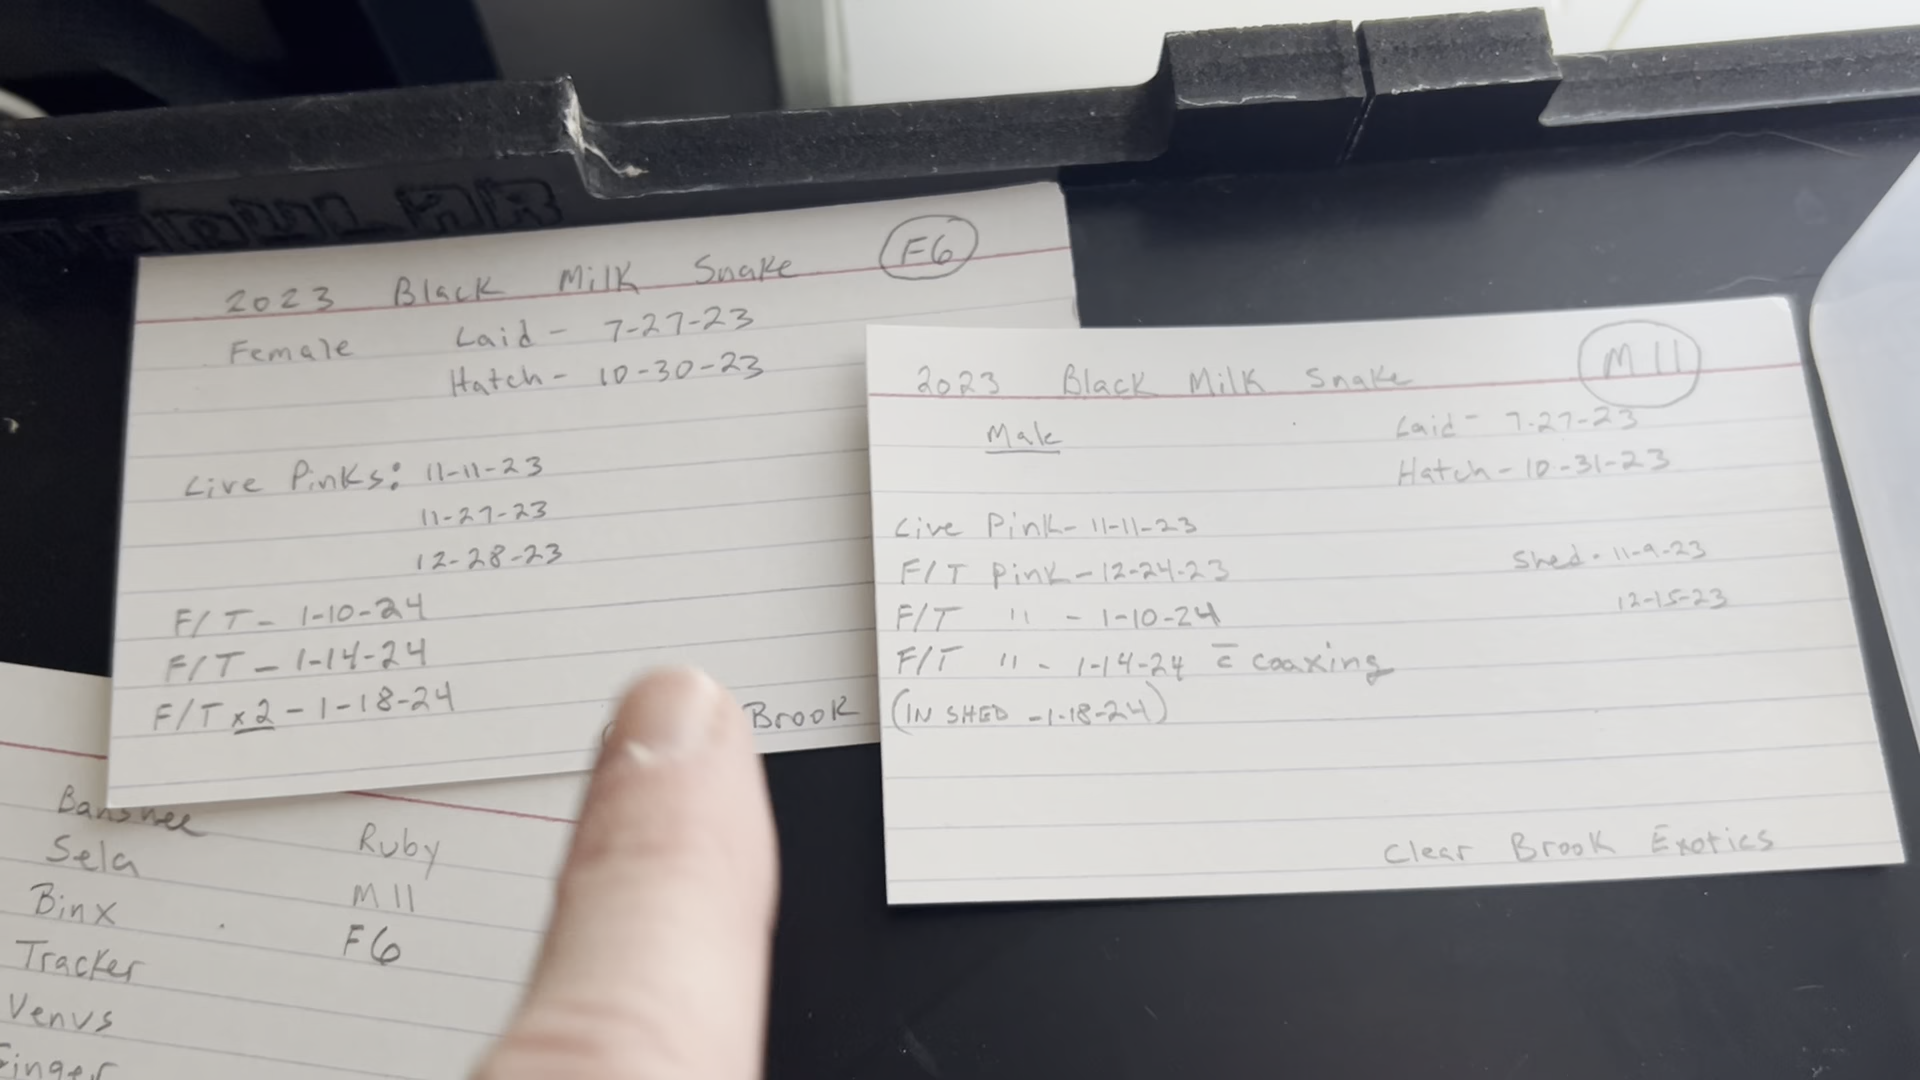 2023 Black Milk Snake F6
Female Laid - 7-27-23
Hatch - 10-30-23
Live Pinks: 11-11-23
11-27-23
12-28-23
F/T - 1-10-24
F/T - 1-14-24
F/T x2 - 1-18-24
Brook
2023 Black Milk Snake M11
Male Laid - 7-27-23
Hatch - 10-31-23
Live Pink - 11-11-23
F/T pink - 12-24-23 Shed - 11-9-23
F/T " - 1-10-24 12-15-23
F/T " - 1-14-24 c̄ coaxing
(IN SHED - 1-18-24)
Clear Brook Exotics
Banshee Ruby
Sela M11
Binx F6
Tracker
Venus